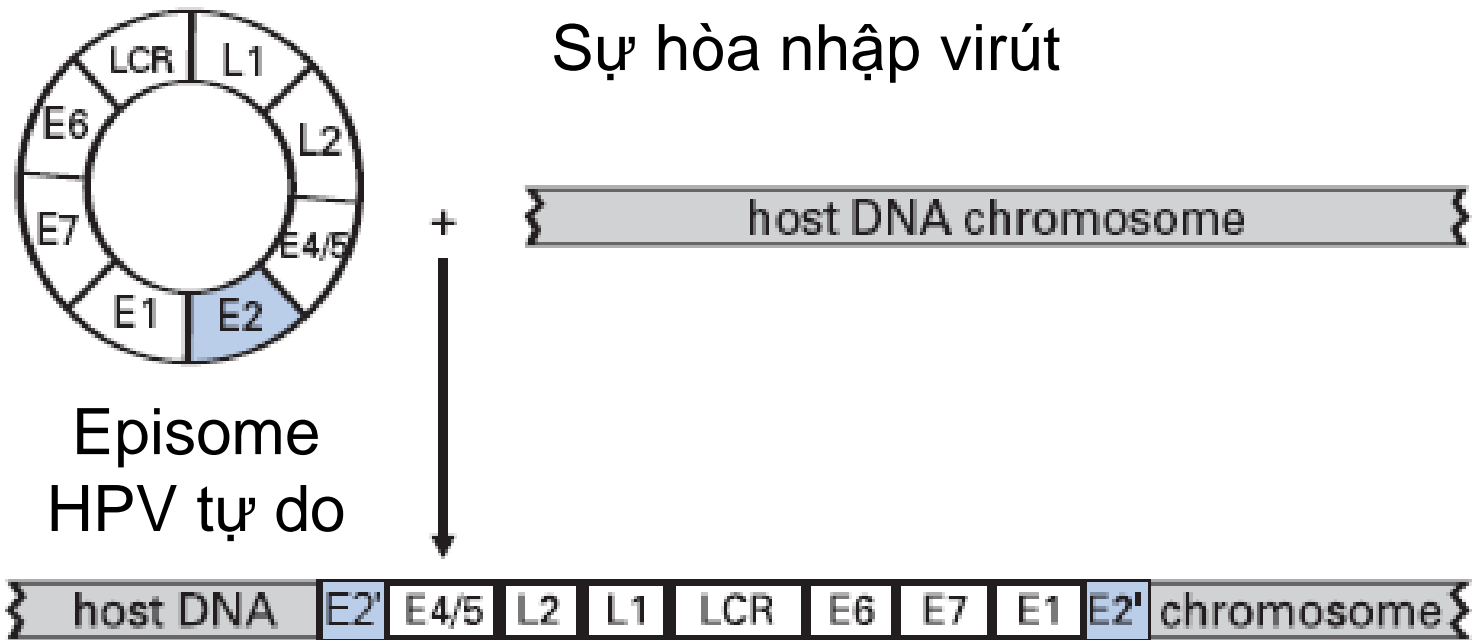 Sự hòa nhập virút
LCR
L1
E6
L2
E7
E4/5
E1
E2
+
host DNA chromosome
Episome
HPV tự do
host DNA E2' E4/5 L2 L1 LCR E6 E7 E1 E2' chromosome